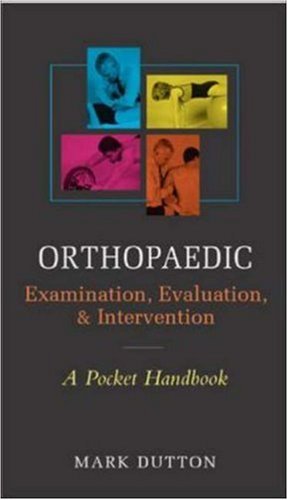 ORTHOPAEDIC
Examination, Evaluation,
& Intervention
A Pocket Handbook
MARK DUTTON